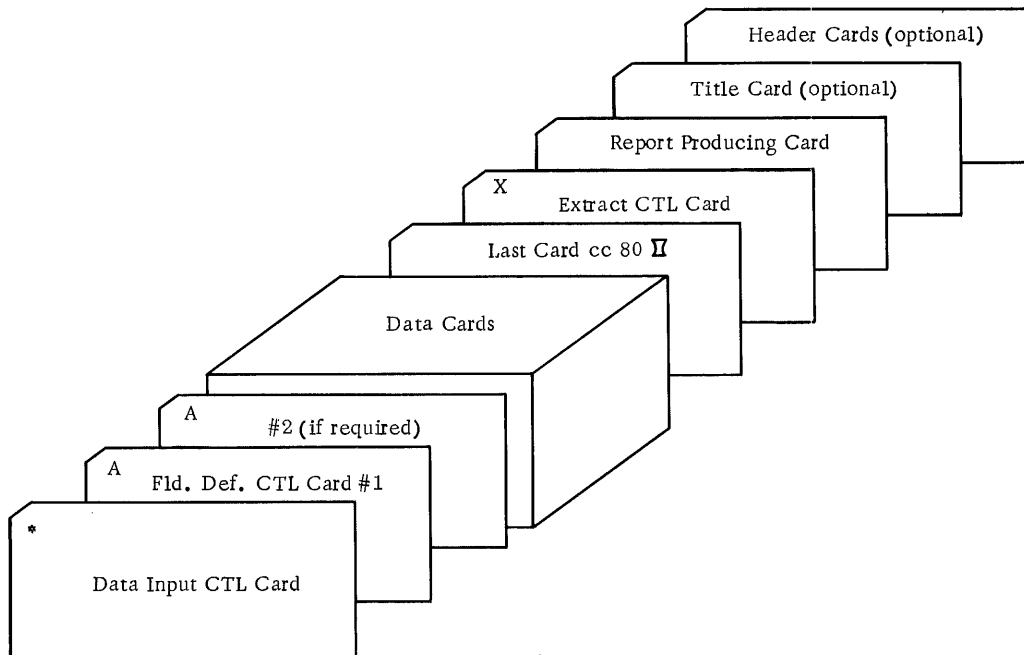 Header Cards (optional)
Title Card (optional)
Report Producing Card
X
Extract CTL Card
Last Card cc 80
Data Cards
A
#2 (if required)
A
Fld. Def. CTL Card #1
*
Data Input CTL Card